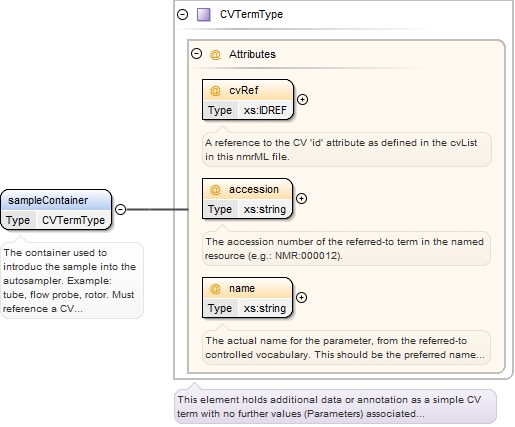 CVTermType
@ Attributes
@ cvRef
Type xs:IDREF
A reference to the CV 'id' attribute as defined in the cvList
in this nmrML file.
@ accession
Type xs:string
The accession number of the referred-to term in the named
resource (e.g.: NMR:000012).
@ name
Type xs:string
The actual name for the parameter, from the referred-to
controlled vocabulary. This should be the preferred name...
sampleContainer
Type CVTermType
The container used to
introduc the sample into the
autosampler. Example:
tube, flow probe, rotor. Must
reference a CV...
This element holds additional data or annotation as a simple CV
term with no further values (Parameters) associated...